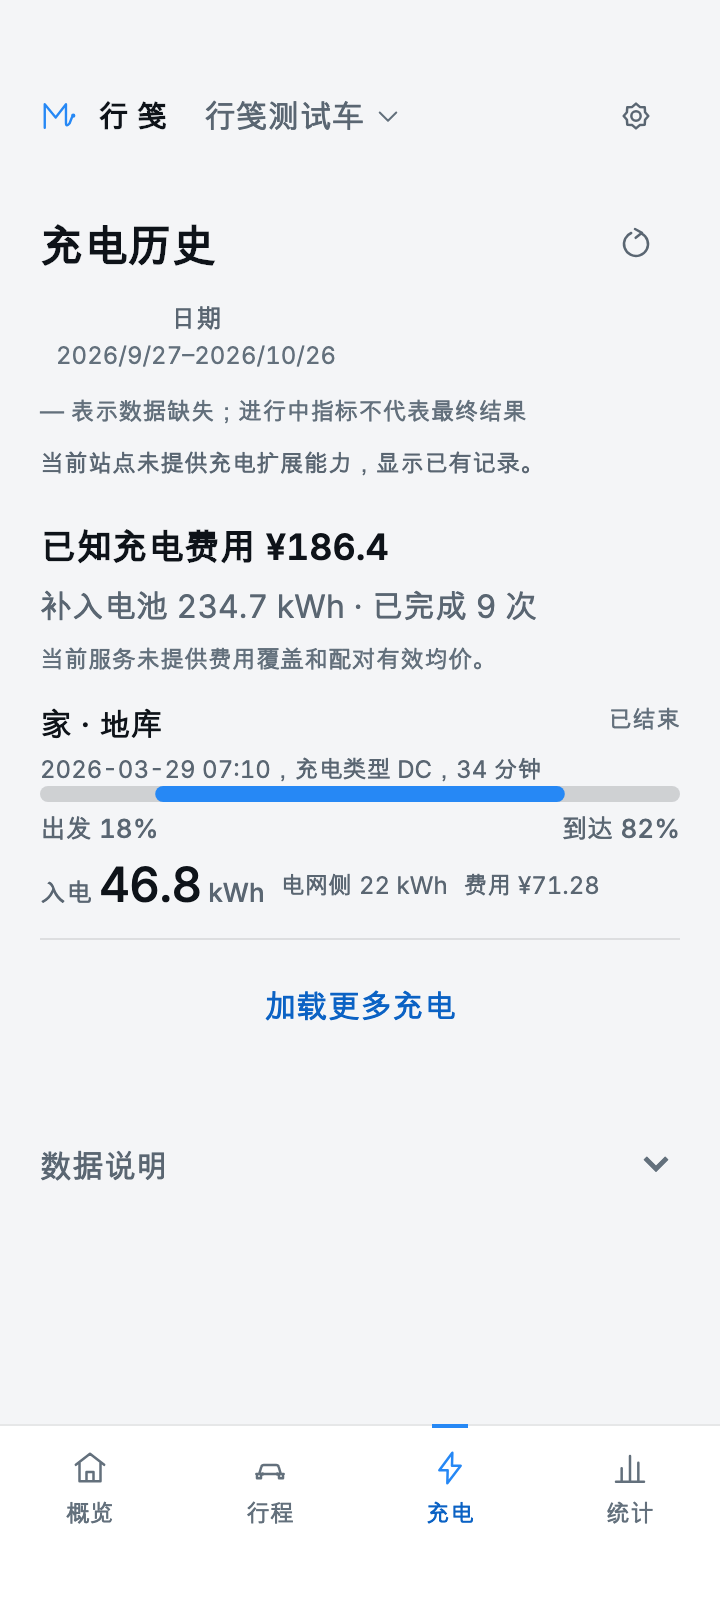 行 笺 行笺测试车
充电历史
日期
2026/9/27–2026/10/26
— 表示数据缺失；进行中指标不代表最终结果
当前站点未提供充电扩展能力，显示已有记录。
已知充电费用 ¥186.4
补入电池 234.7 kWh · 已完成 9 次
当前服务未提供费用覆盖和配对有效均价。
家 · 地库 已结束
2026-03-29 07:10，充电类型 DC，34 分钟
出发 18% 到达 82%
入电 46.8 kWh 电网侧 22 kWh 费用 ¥71.28
加载更多充电
数据说明
概览 行程 充电 统计